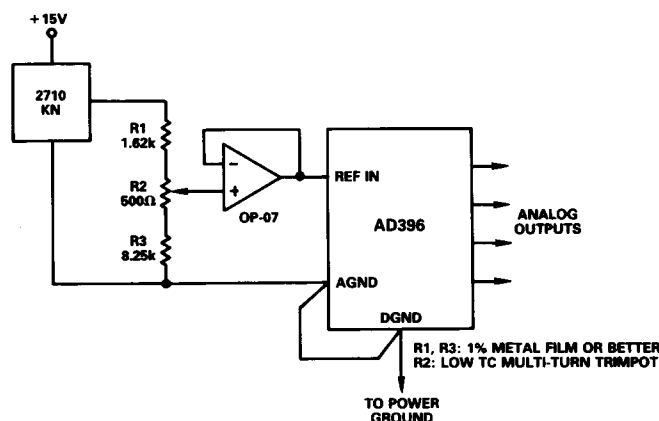 +15V
2710
KN
R1
1.62k
R2
500Ω
R3
8.25k
−
+
OP-07
REF IN
AD396
AGND
DGND
ANALOG
OUTPUTS
R1, R3: 1% METAL FILM OR BETTER
R2: LOW TC MULTI-TURN TRIMPOT
TO POWER
GROUND